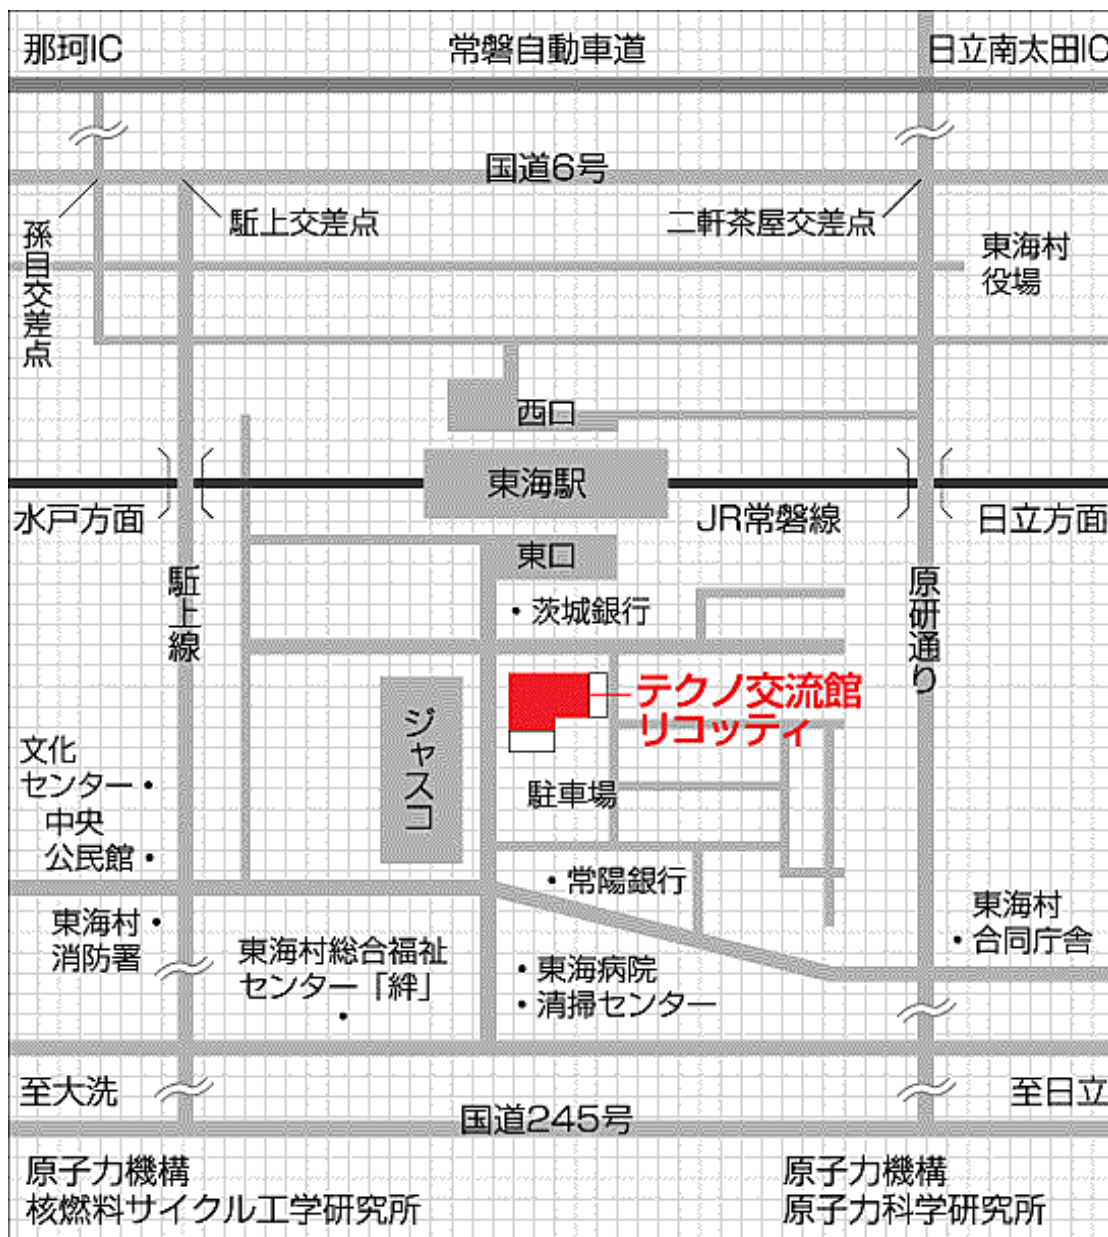 那珂IC
常磐自動車道
日立南太田IC
国道6号
孫目交差点
駈上交差点
二軒茶屋交差点
東海村
役場
西口
東海駅
水戸方面
JR常磐線
日立方面
東口
駈上線
原研通り
・茨城銀行
テクノ交流館
リコッティ
ジャスコ
文化
センター・
中央
公民館・
駐車場
・常陽銀行
東海村・
消防署
東海村総合福祉
センター「絆」
・
・東海病院
・清掃センター
東海村
・合同庁舎
至大洗
国道245号
至日立
原子力機構
核燃料サイクル工学研究所
原子力機構
原子力科学研究所